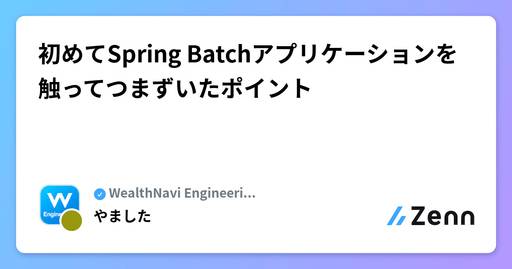 初めてSpring Batchアプリケーションを
触ってつまずいたポイント
W
Engine
WealthNavi Engineeri...
やました
Zenn